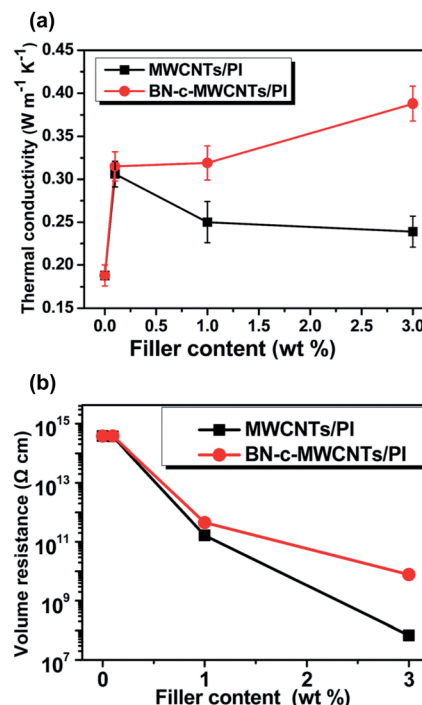 (a)
Thermal conductivity (W m⁻¹ K⁻¹)
0.45
0.40
0.35
0.30
0.25
0.20
0.15
MWCNTs/PI
BN-c-MWCNTs/PI
0.0 0.5 1.0 1.5 2.0 2.5 3.0
Filler content (wt %)
(b)
Volume resistance (Ω cm)
10¹⁵
10¹³
10¹¹
10⁹
10⁷
MWCNTs/PI
BN-c-MWCNTs/PI
0 1 2 3
Filler content (wt %)